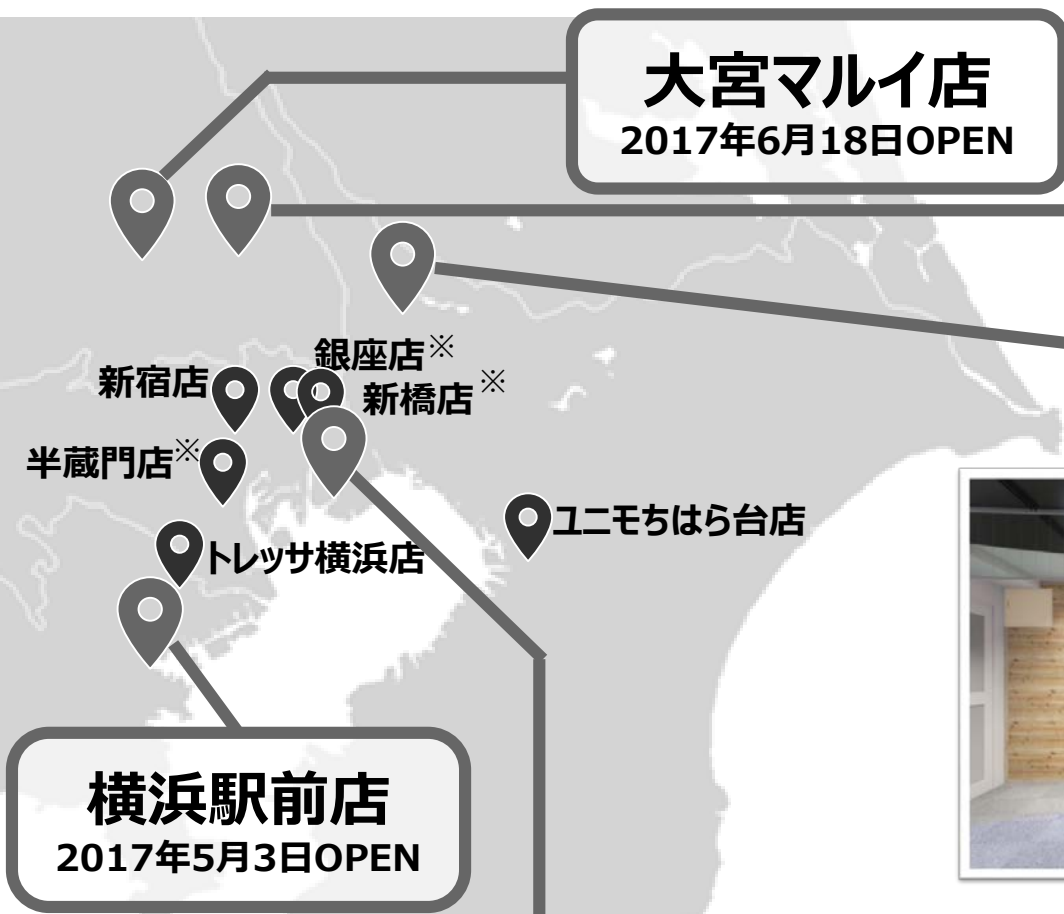 大宮マルイ店
2017年6月18日OPEN
銀座店※
新宿店
新橋店※
半蔵門店※
ユニモちはら台店
トレッサ横浜店
横浜駅前店
2017年5月3日OPEN